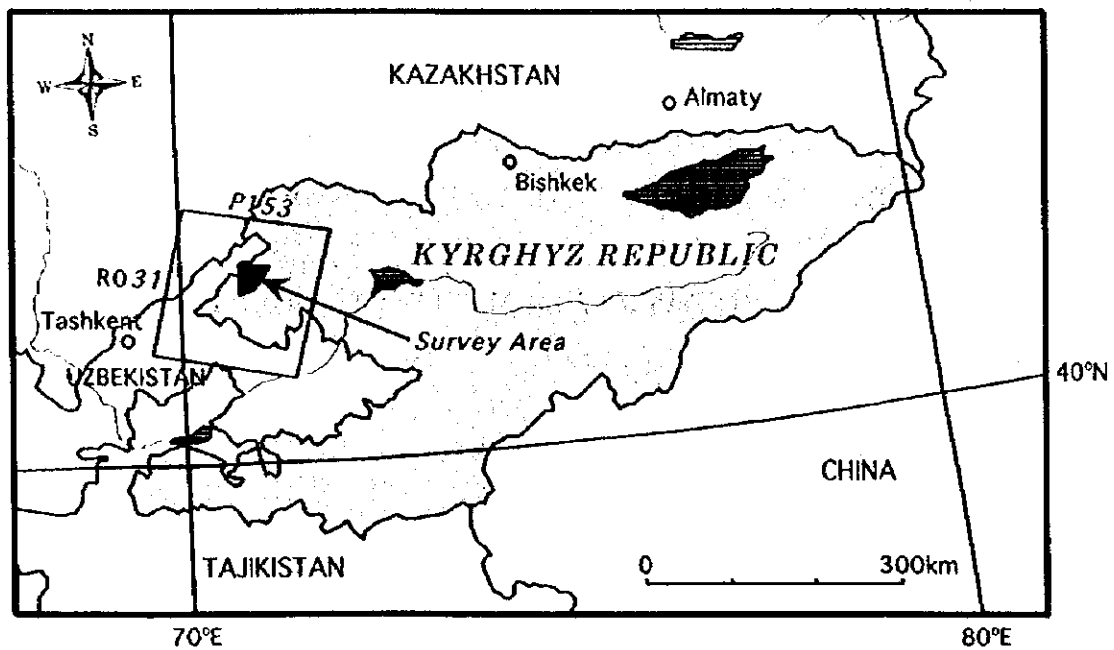 N
W E
S
KAZAKHSTAN
Almaty
Bishkek
P153
KYRGHYZ REPUBLIC
R031
Tashkent
Survey Area
UZBEKISTAN
40°N
CHINA
TAJIKISTAN
0 300km
70°E 80°E